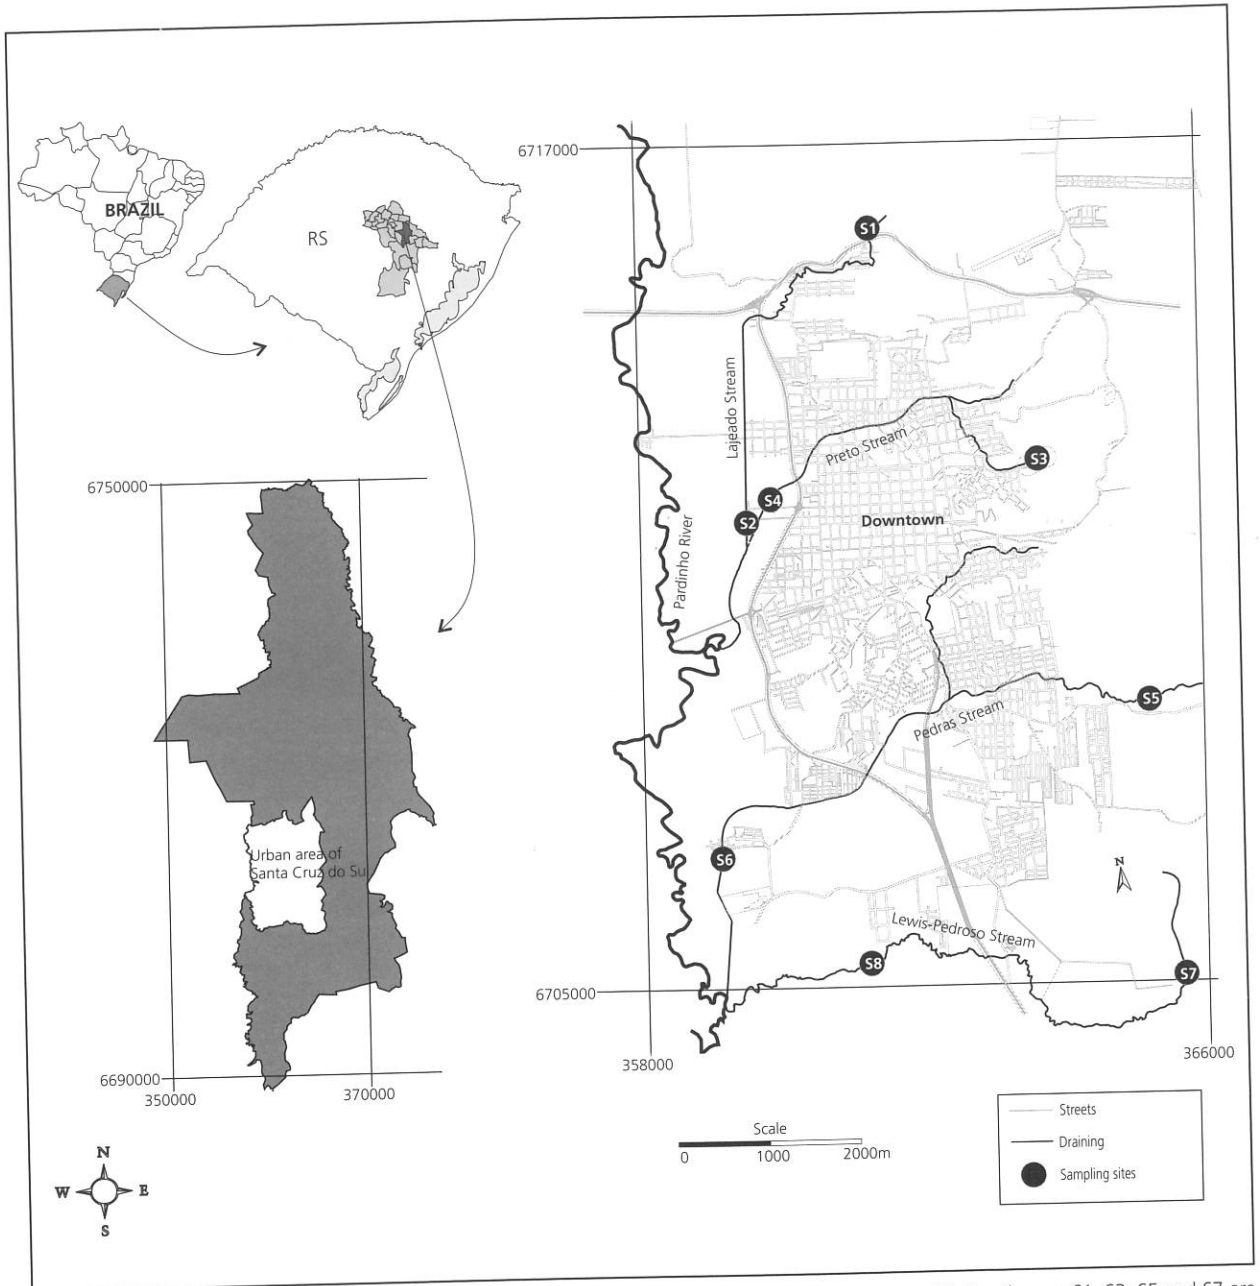 BRAZIL
RS
6717000
S1
Lajeado Stream
Preto Stream
S3
S4
S2
Downtown
Pardinho River
S5
Pedras Stream
S6
N
Lewis-Pedroso Stream
S8
S7
6705000
358000
366000
6750000
Urban area of
Santa Cruz do Sul
6690000
350000
370000
N
W
E
S
Scale
0 1000 2000m
Streets
Draining
Sampling sites